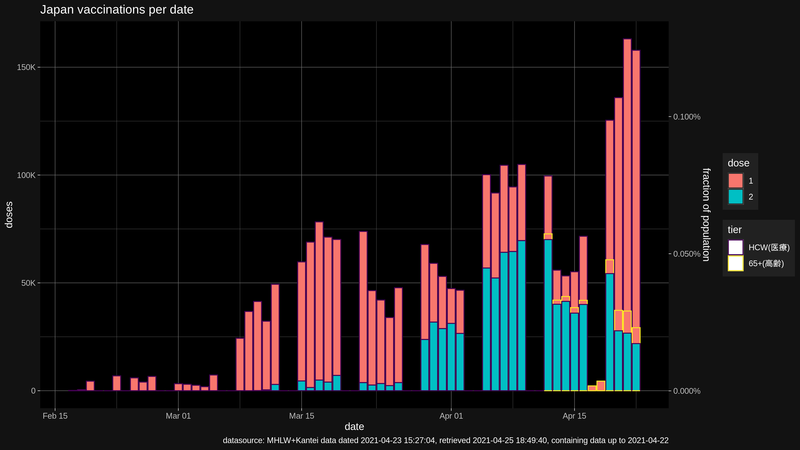 Japan vaccinations per date
150K
100K
50K
0
doses
0.100%
0.050%
0.000%
fraction of population
dose
1
2
tier
HCW(医療)
65+(高齢)
Feb 15
Mar 01
Mar 15
Apr 01
Apr 15
date
datasource: MHLW+Kantei data dated 2021-04-23 15:27:04, retrieved 2021-04-25 18:49:40, containing data up to 2021-04-22